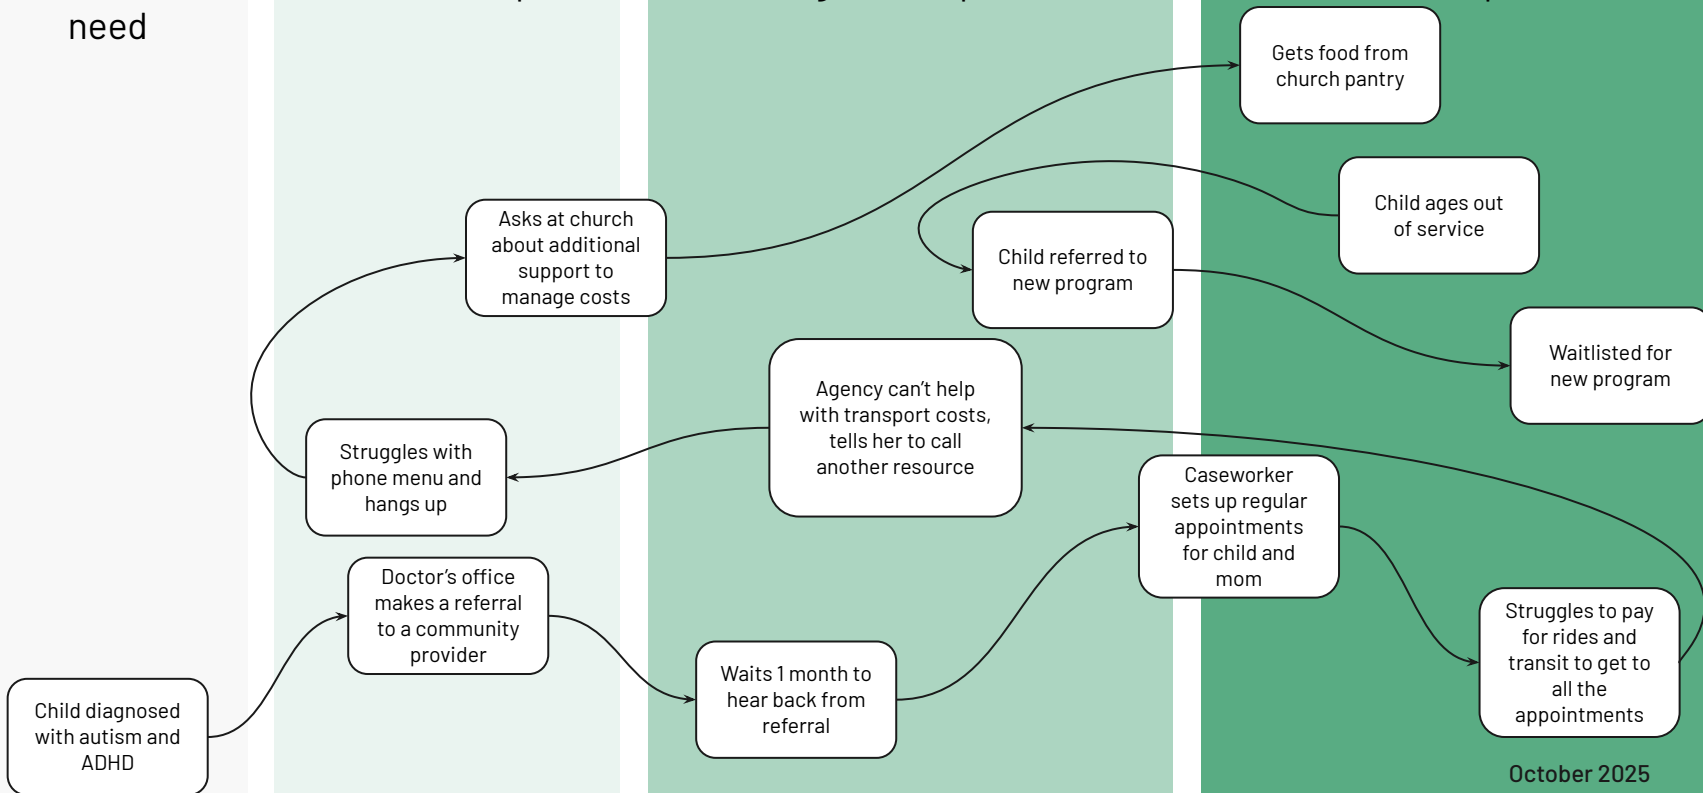 need
Gets food from
church pantry
Child ages out
of service
Asks at church
about additional
support to
manage costs
Child referred to
new program
Waitlisted for
new program
Agency can't help
with transport costs,
tells her to call
another resource
Struggles with
phone menu and
hangs up
Caseworker
sets up regular
appointments
for child and
mom
Doctor's office
makes a referral
to a community
provider
Struggles to pay
for rides and
transit to get to
all the
appointments
Waits 1 month to
hear back from
referral
Child diagnosed
with autism and
ADHD
October 2025